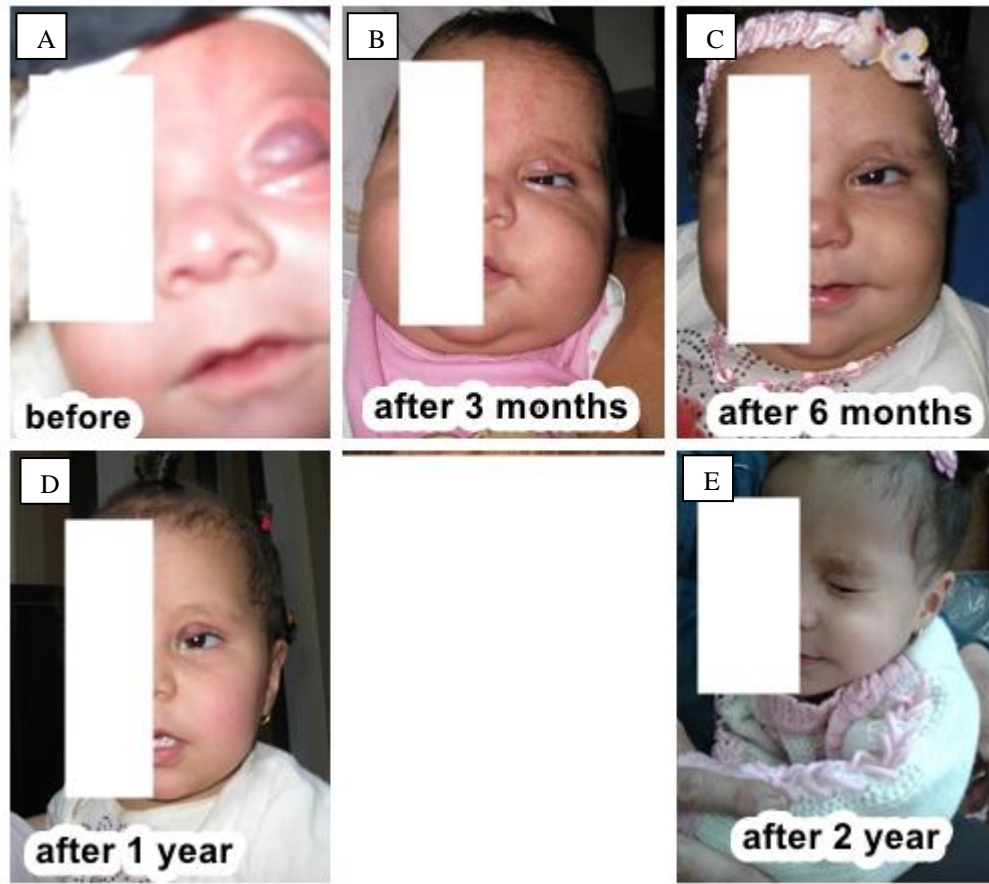 A
B
C
before
after 3 months
after 6 months
D
E
after 1 year
after 2 year